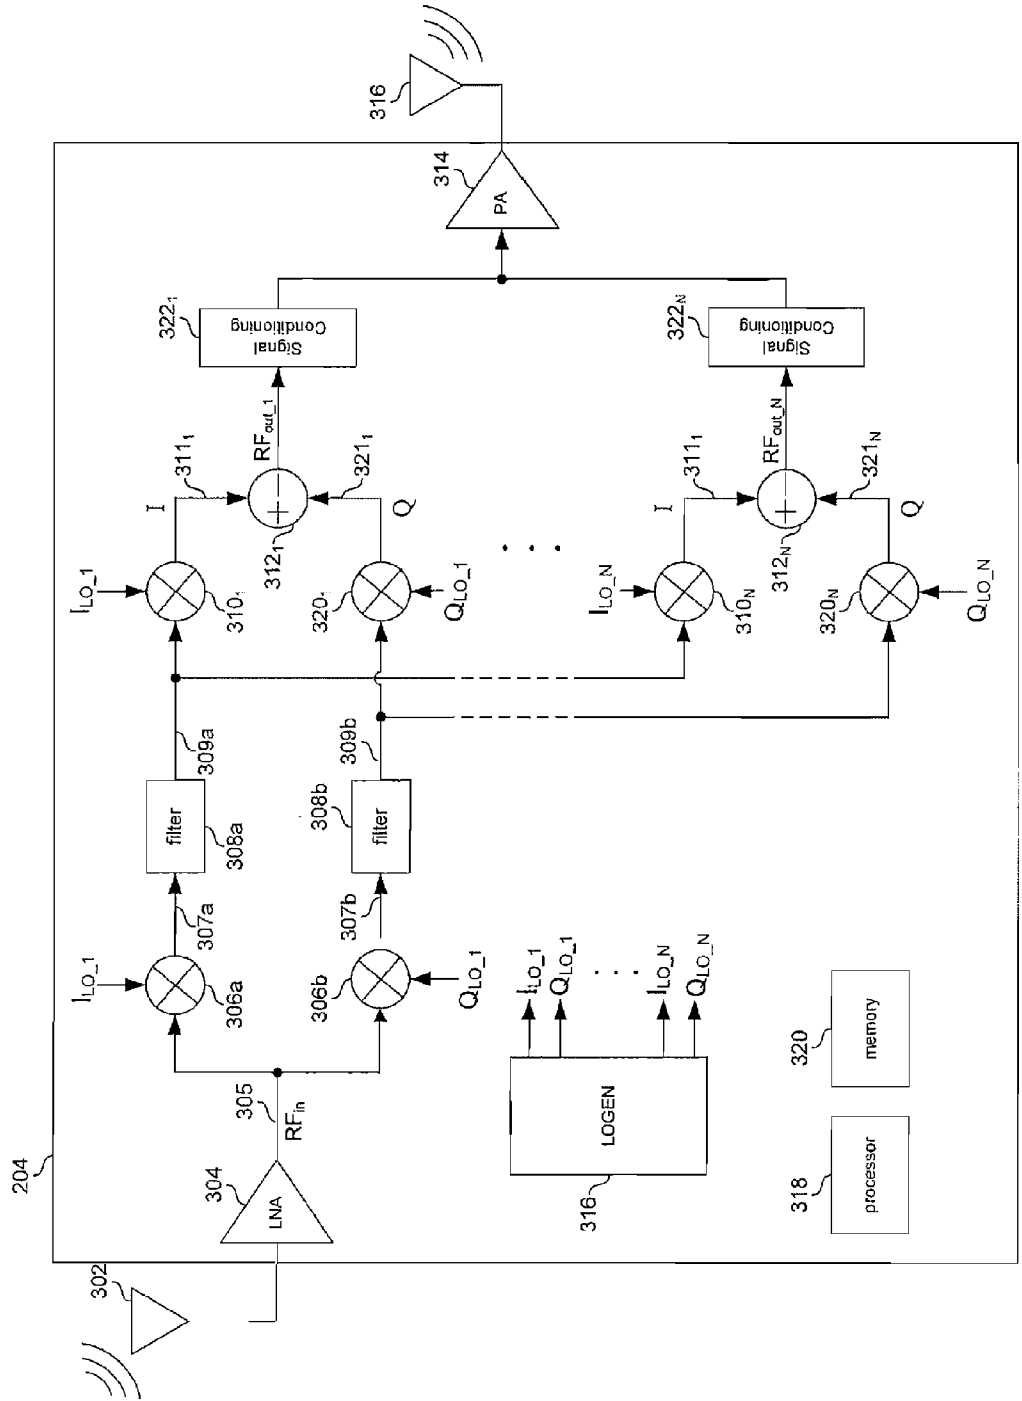 302
204
304
LNA
305
RFin
ILO_1
306a
307a
filter
308a
309a
ILO_1
310₁
I
311₁
RFout_1
312₁
322₁
Signal Conditioning
306b
QLO_1
307b
308b
filter
309b
320₁
QLO_1
Q
321₁
. . .
314
PA
316
LOGEN
316
ILO_1
QLO_1
. . .
ILO_N
QLO_N
ILO_N
310N
I
311₁
RFout_N
312N
322N
Signal Conditioning
320N
QLO_N
Q
321N
318
processor
320
memory